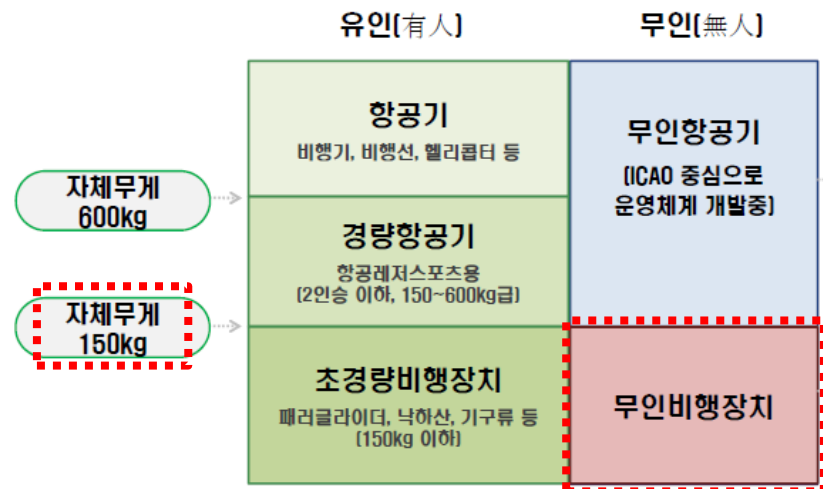 유인(有人)
무인(無人)
항공기
비행기, 비행선, 헬리콥터 등
무인항공기
(ICAO 중심으로
운영체계 개발중)
자체무게
600kg
경량항공기
항공레저스포츠용
(2인승 이하, 150~600kg급)
자체무게
150kg
초경량비행장치
패러글라이더, 낙하산, 기구류 등
(150kg 이하)
무인비행장치